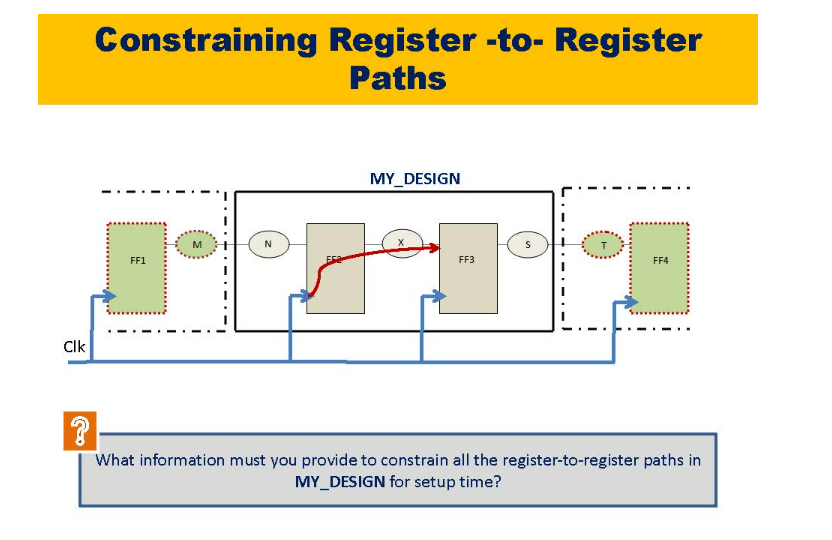 Constraining Register -to- Register
Paths
MY_DESIGN
FF1
M
N
FF2
X
FF3
S
T
FF4
Clk
?
What information must you provide to constrain all the register-to-register paths in
MY_DESIGN for setup time?